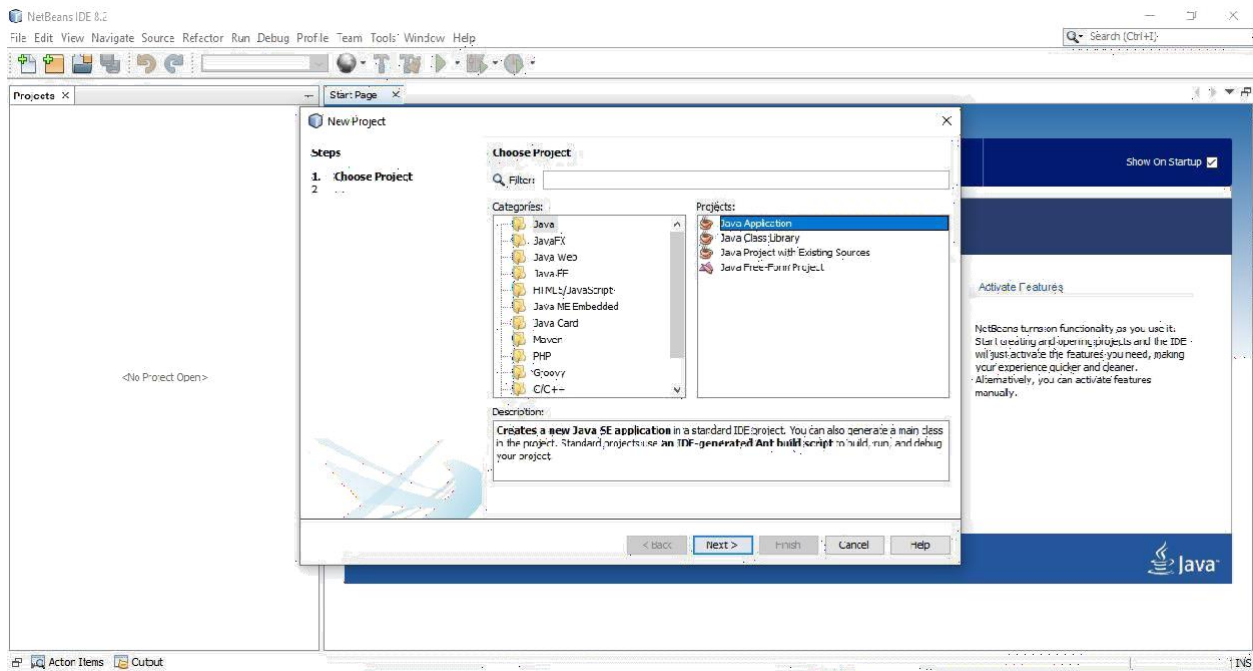 NetBeans IDE 8.2
File Edit View Navigate Source Refactor Run Debug Profile Team Tools Window Help
Search (Ctrl+I)
Projects
Start Page
<No Project Open>
New Project
Steps
1. Choose Project
2 ...
Choose Project
Filter:
Categories:
Java
JavaFX
Java Web
Java EE
HTML5/JavaScript
Java ME Embedded
Java Card
Maven
PHP
Groovy
C/C++
Projects:
Java Application
Java Class Library
Java Project with Existing Sources
Java Free-Form Project
Description:
Creates a new Java SE application in a standard IDE project. You can also generate a main class
in the project. Standard projects use an IDE-generated Ant build script to build, run, and debug
your project.
< Back Next > Finish Cancel Help
Show On Startup
Activate Features
NetBeans turns on functionality as you use it.
Start creating and opening projects and the IDE
will just activate the features you need, making
your experience quicker and cleaner.
Alternatively, you can activate features
manually.
Java
Action Items Output
INS